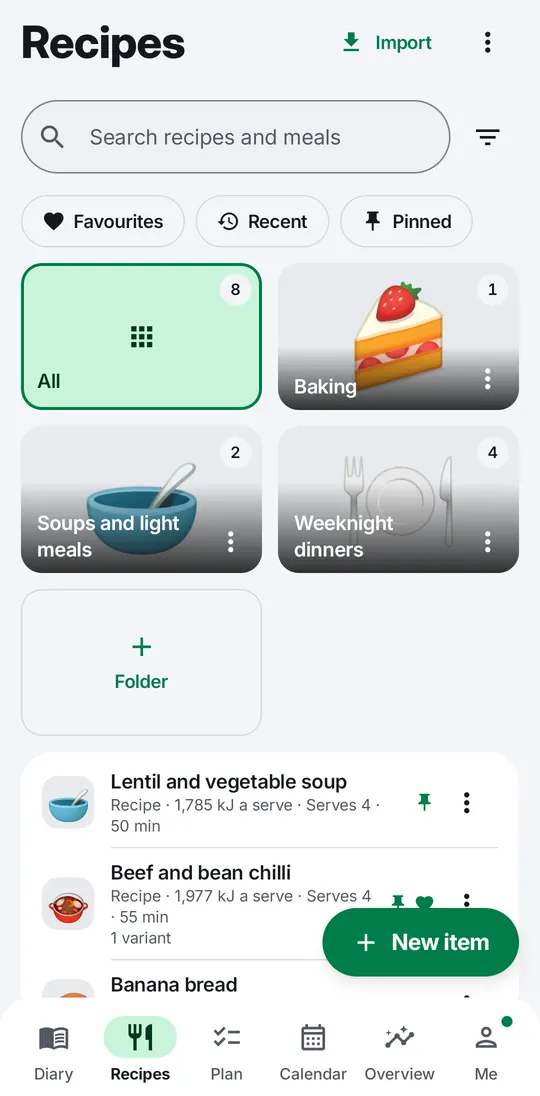 Recipes
Import
Search recipes and meals
Favourites
Recent
Pinned
8
All
1
Baking
2
Soups and light
meals
4
Weeknight
dinners
Folder
Lentil and vegetable soup
Recipe · 1,785 kJ a serve · Serves 4 ·
50 min
Beef and bean chilli
Recipe · 1,977 kJ a serve · Serves 4
· 55 min
1 variant
New item
Banana bread
Diary
Recipes
Plan
Calendar
Overview
Me